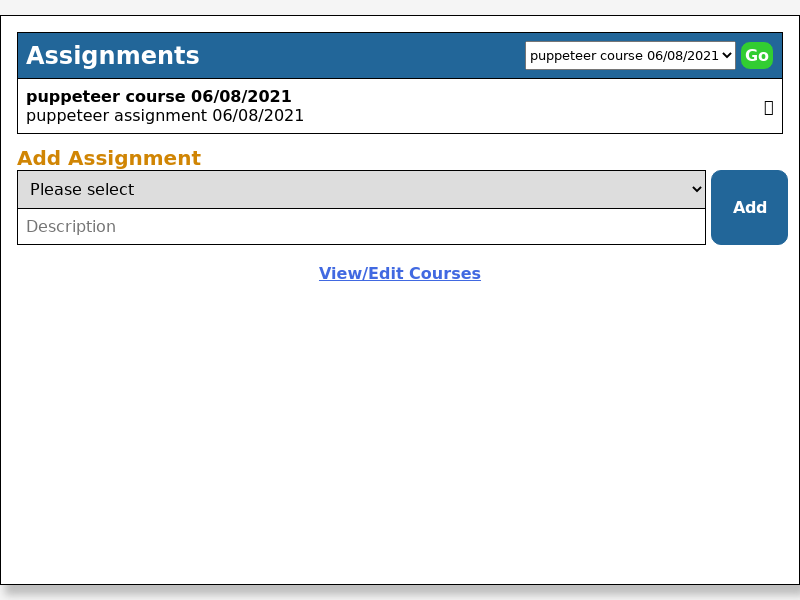 Assignments
puppeteer course 06/08/2021
Go
puppeteer course 06/08/2021
puppeteer assignment 06/08/2021
Add Assignment
Please select
Add
Description
View/Edit Courses